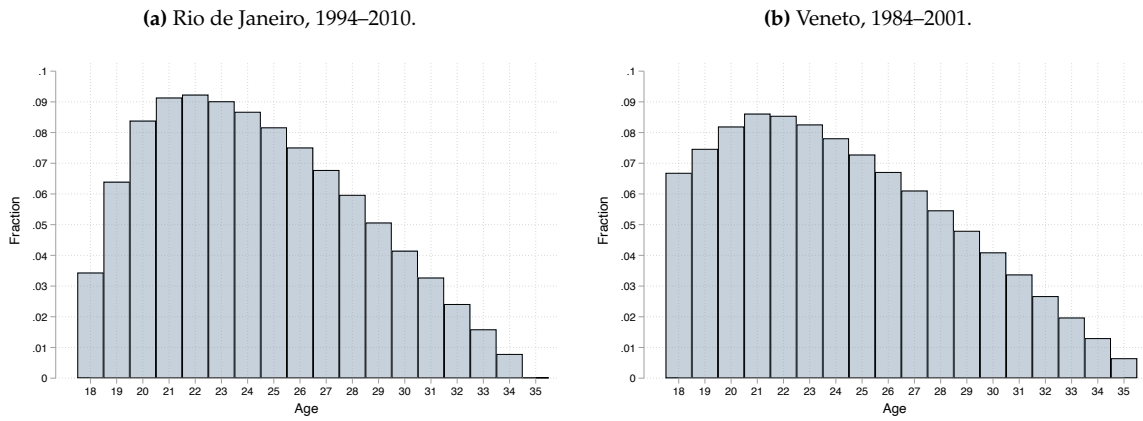 (a) Rio de Janeiro, 1994–2010.
(b) Veneto, 1984–2001.
.1
.09
.08
.07
.06
.05
.04
.03
.02
.01
0
Fraction
18 19 20 21 22 23 24 25 26 27 28 29 30 31 32 33 34 35
Age
.1
.09
.08
.07
.06
.05
.04
.03
.02
.01
0
Fraction
18 19 20 21 22 23 24 25 26 27 28 29 30 31 32 33 34 35
Age